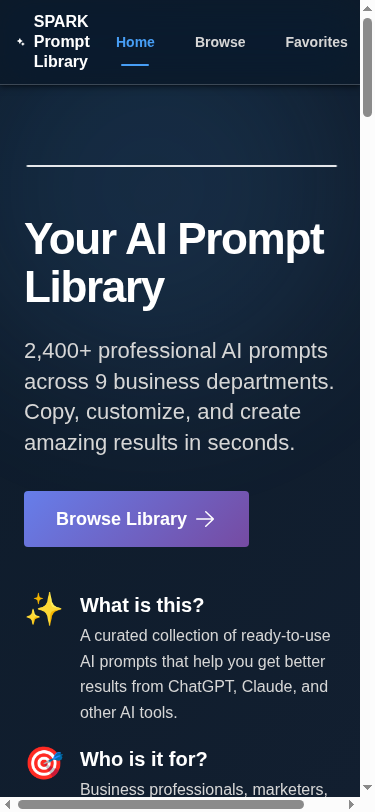 SPARK
Prompt
Library
Home
Browse
Favorites
Your AI Prompt
Library
2,400+ professional AI prompts
across 9 business departments.
Copy, customize, and create
amazing results in seconds.
Browse Library →
What is this?
A curated collection of ready-to-use
AI prompts that help you get better
results from ChatGPT, Claude, and
other AI tools.
Who is it for?
Business professionals, marketers,